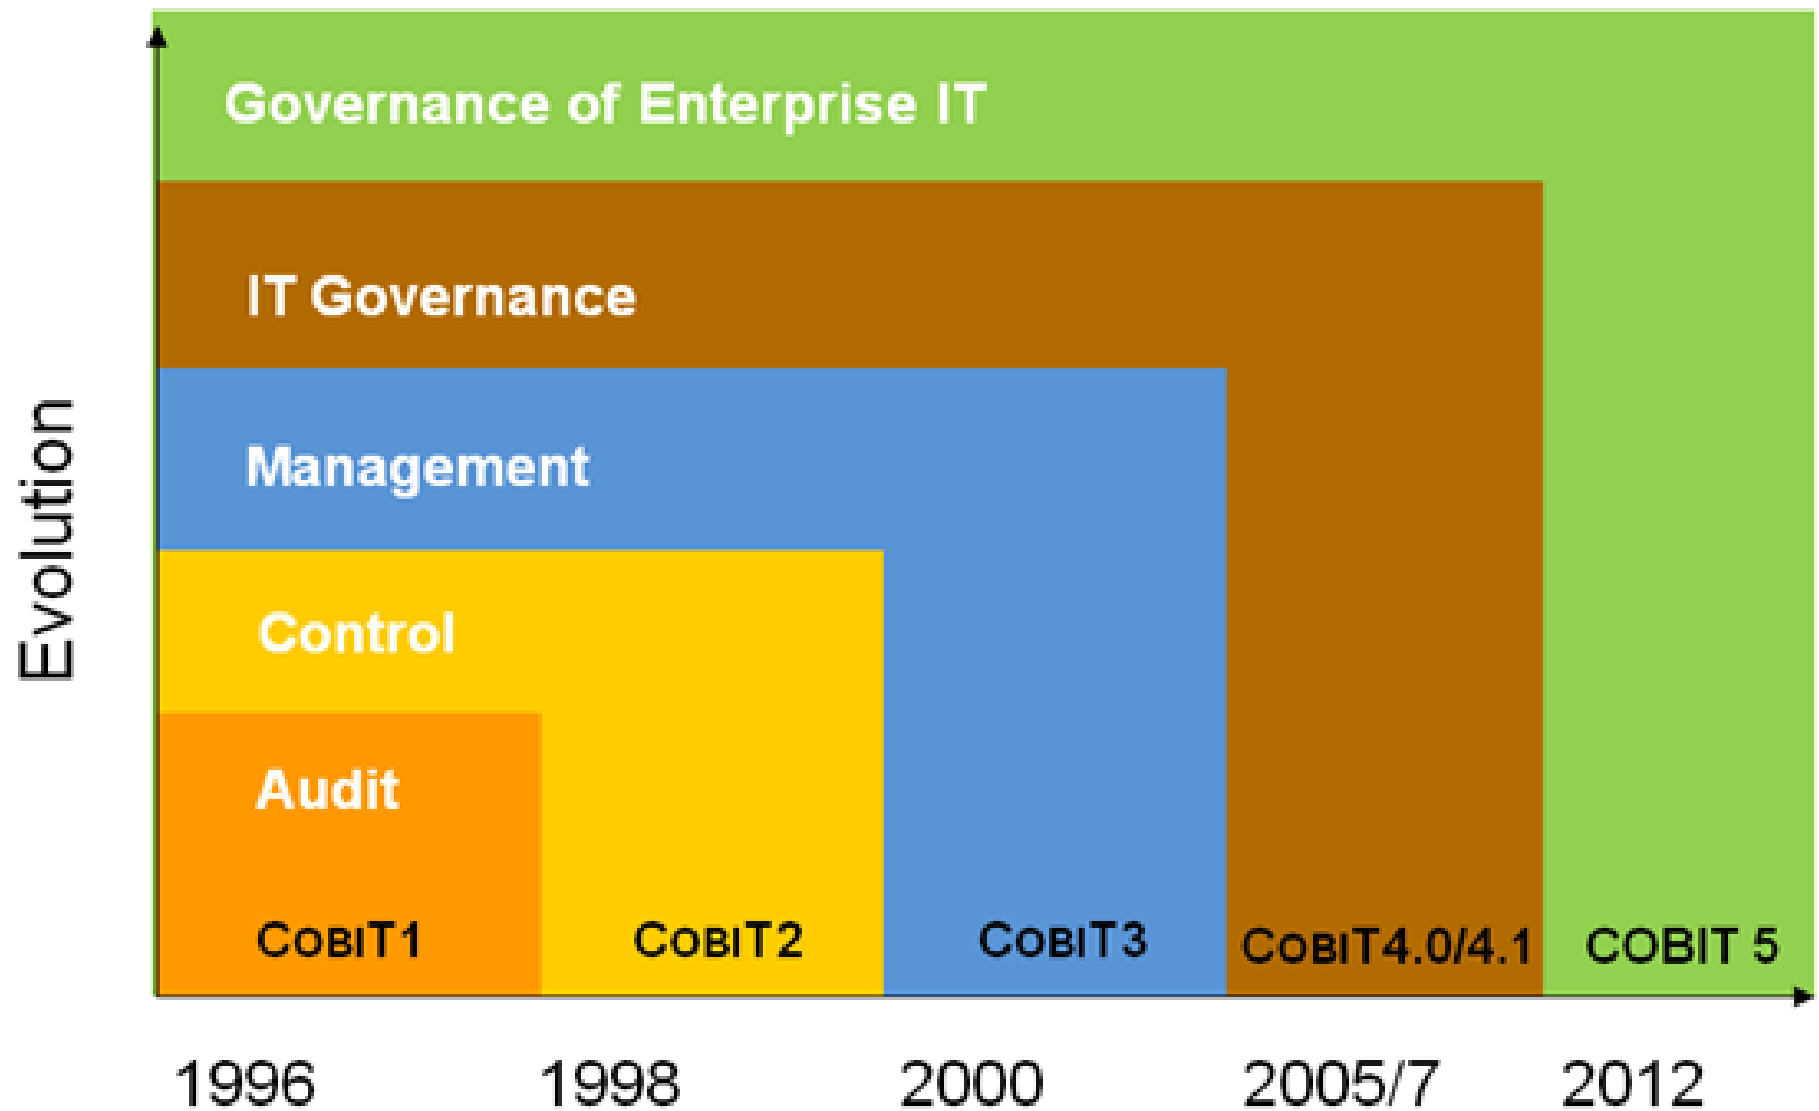 Governance of Enterprise IT
IT Governance
Management
Control
Audit
Evolution
COBIT1 COBIT2 COBIT3 COBIT4.0/4.1 COBIT 5
1996 1998 2000 2005/7 2012